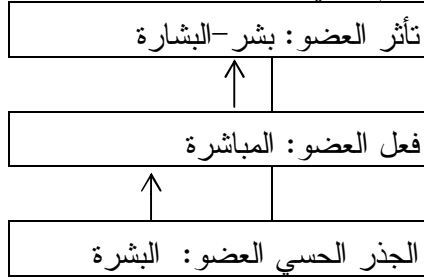 تأثر العضو: بشر-البشارة
فعل العضو: المباشرة
الجذر الحسي العضو: البشرة